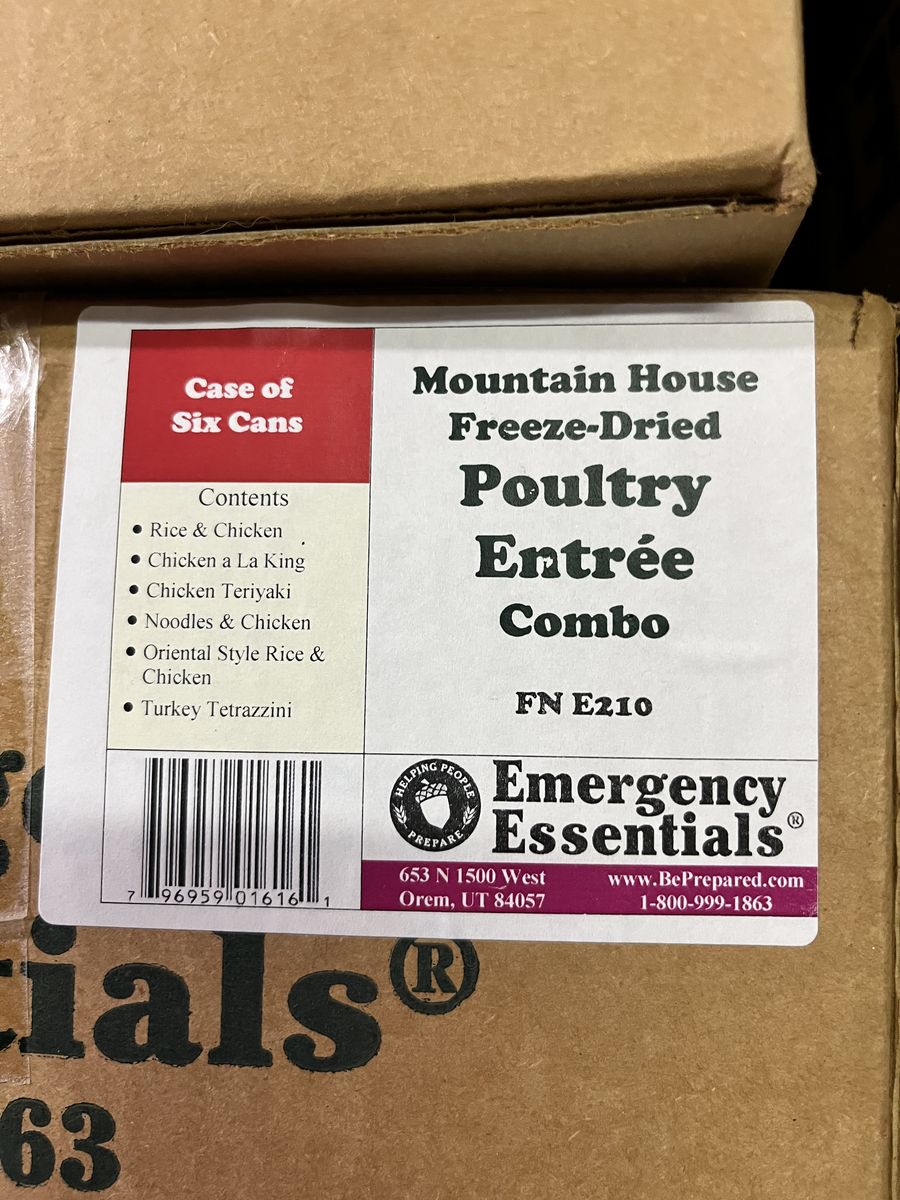 Case of
Six Cans
Contents
• Rice & Chicken
• Chicken a La King
• Chicken Teriyaki
• Noodles & Chicken
• Oriental Style Rice &
Chicken
• Turkey Tetrazzini
Mountain House
Freeze-Dried
Poultry
Entrée
Combo
FN E210
7 96959 01616 1
HELPING PEOPLE
PREPARE
Emergency
Essentials®
653 N 1500 West
Orem, UT 84057
www.BePrepared.com
1-800-999-1863
ials®
63